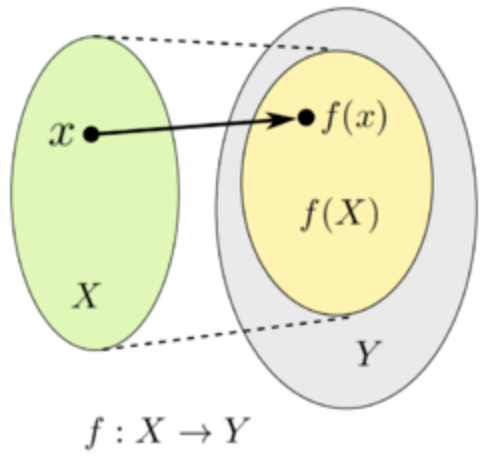 x
f(x)
f(X)
X
Y
f : X → Y